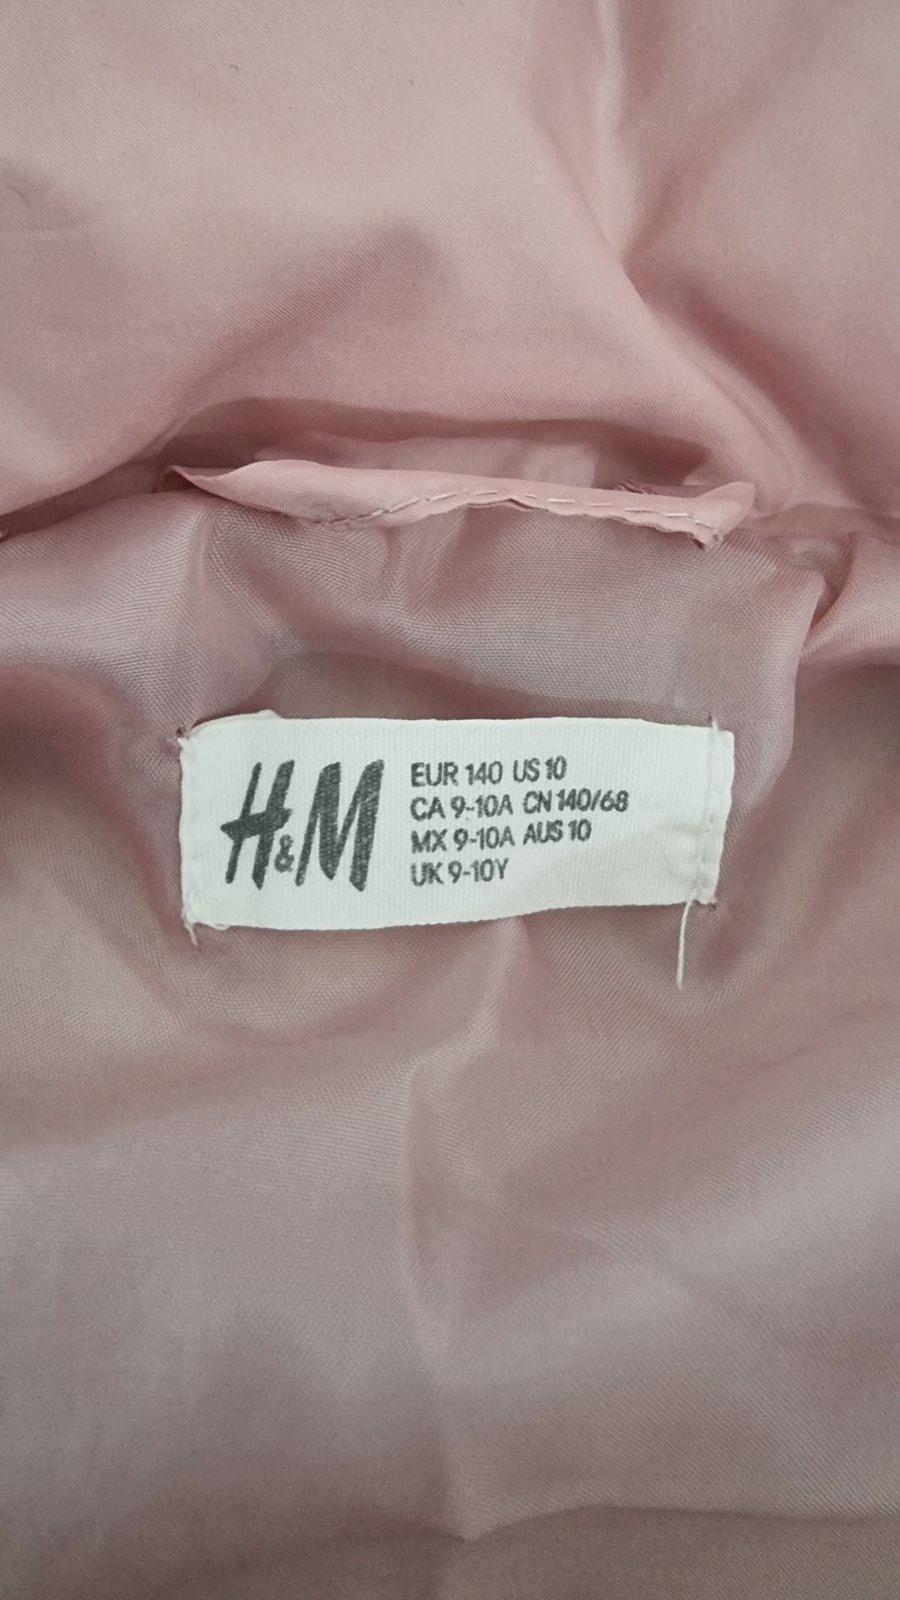 H&M
EUR 140 US 10
CA 9-10A CN 140/68
MX 9-10A AUS 10
UK 9-10Y